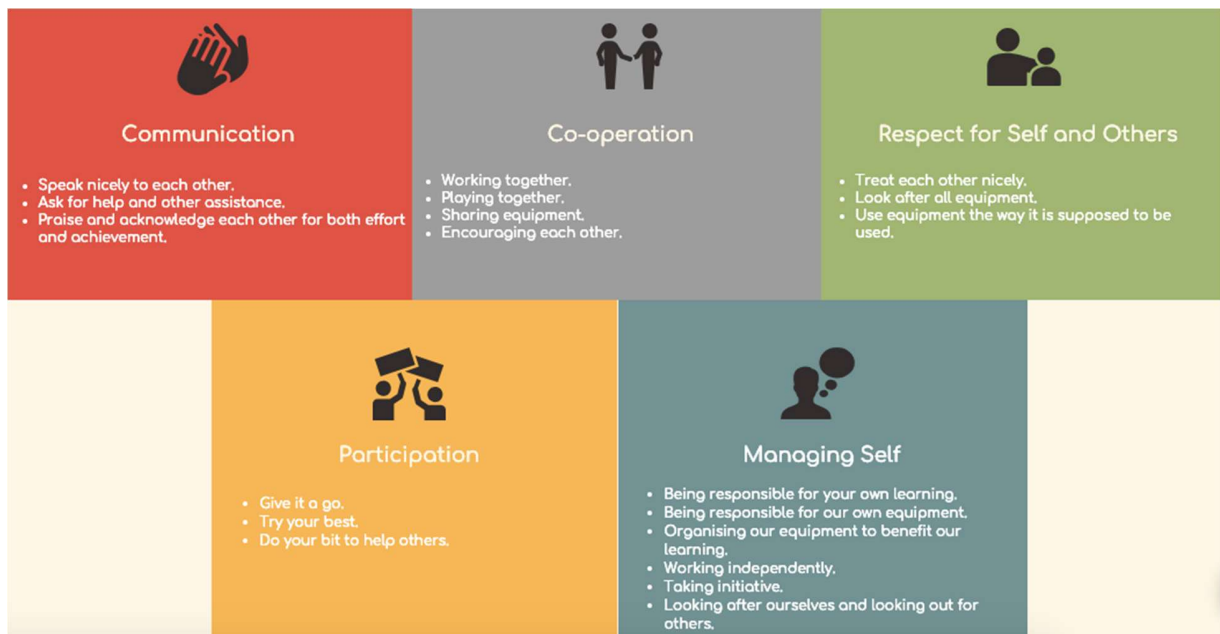 Communication
• Speak nicely to each other.
• Ask for help and other assistance.
• Praise and acknowledge each other for both effort
and achievement.
Co-operation
• Working together.
• Playing together.
• Sharing equipment.
• Encouraging each other.
Respect for Self and Others
• Treat each other nicely.
• Look after all equipment.
• Use equipment the way it is supposed to be
used.
Participation
• Give it a go.
• Try your best.
• Do your bit to help others.
Managing Self
• Being responsible for your own learning.
• Being responsible for our own equipment.
• Organising our equipment to benefit our
learning.
• Working independently.
• Taking initiative.
• Looking after ourselves and looking out for
others.